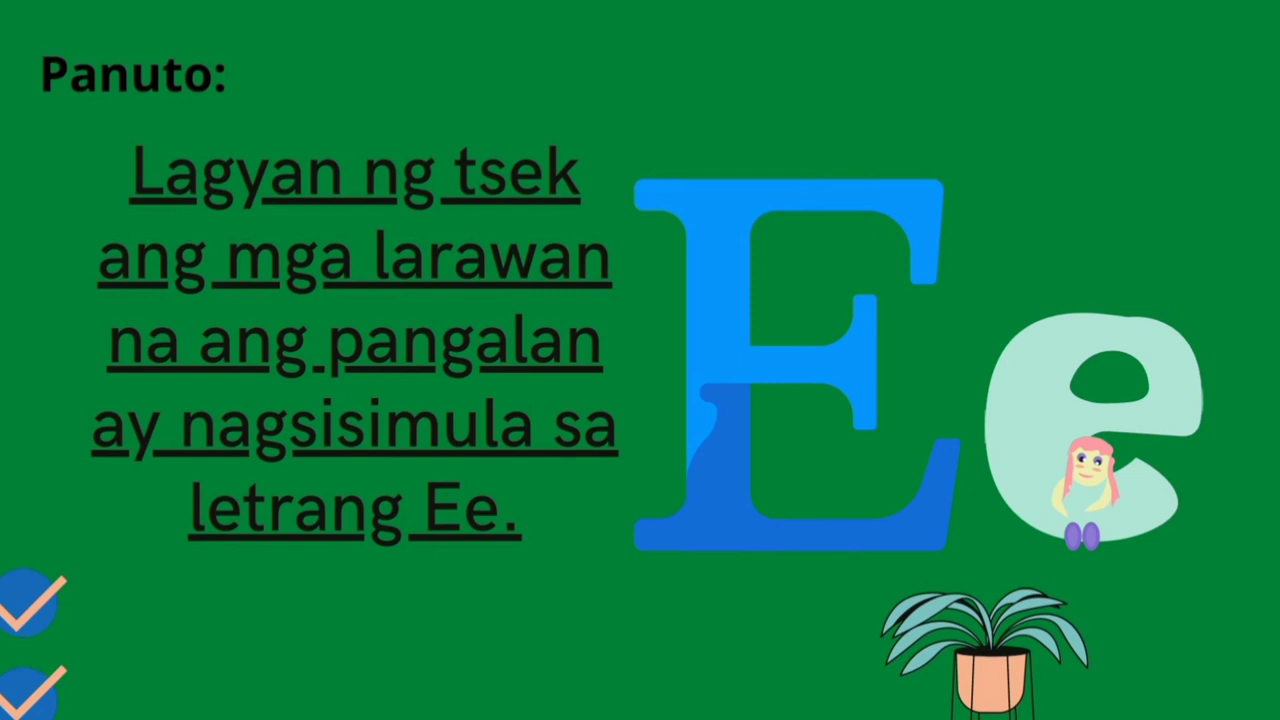 Panuto:
Lagyan ng tsek
ang mga larawan
na ang pangalan
ay nagsisimula sa
letrang Ee.
Ee